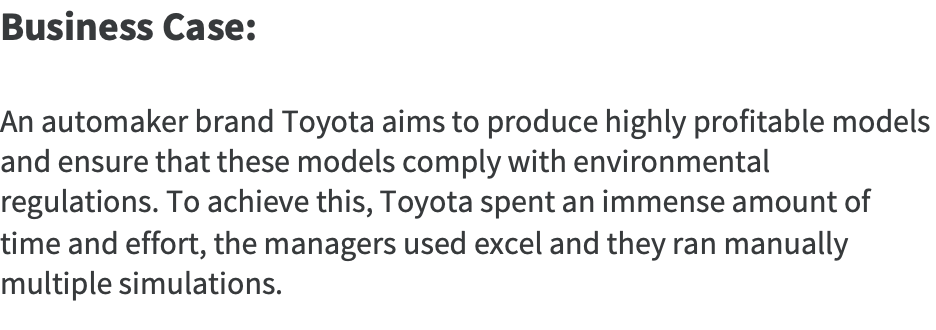 Business Case:
An automaker brand Toyota aims to produce highly profitable models
and ensure that these models comply with environmental
regulations. To achieve this, Toyota spent an immense amount of
time and effort, the managers used excel and they ran manually
multiple simulations.